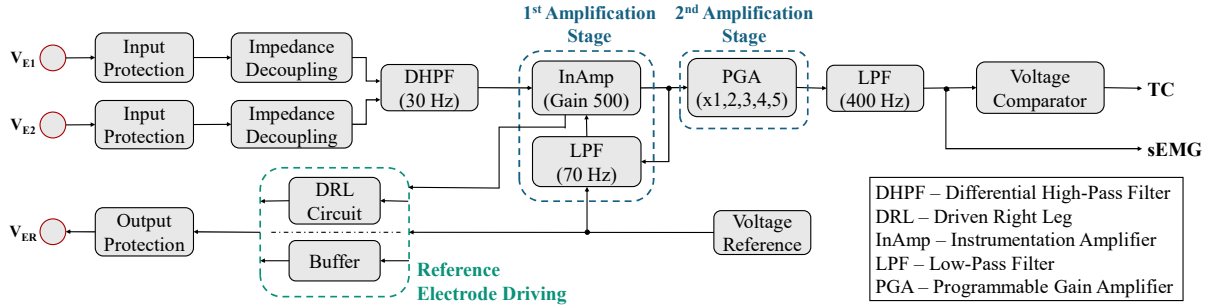 1st Amplification
Stage
2nd Amplification
Stage
VE1
Input
Protection
Impedance
Decoupling
DHPF
(30 Hz)
InAmp
(Gain 500)
PGA
(x1,2,3,4,5)
LPF
(400 Hz)
Voltage
Comparator
TC
VE2
Input
Protection
Impedance
Decoupling
LPF
(70 Hz)
sEMG
VER
Output
Protection
DRL
Circuit
Buffer
Reference
Electrode Driving
Voltage
Reference
DHPF – Differential High-Pass Filter
DRL – Driven Right Leg
InAmp – Instrumentation Amplifier
LPF – Low-Pass Filter
PGA – Programmable Gain Amplifier